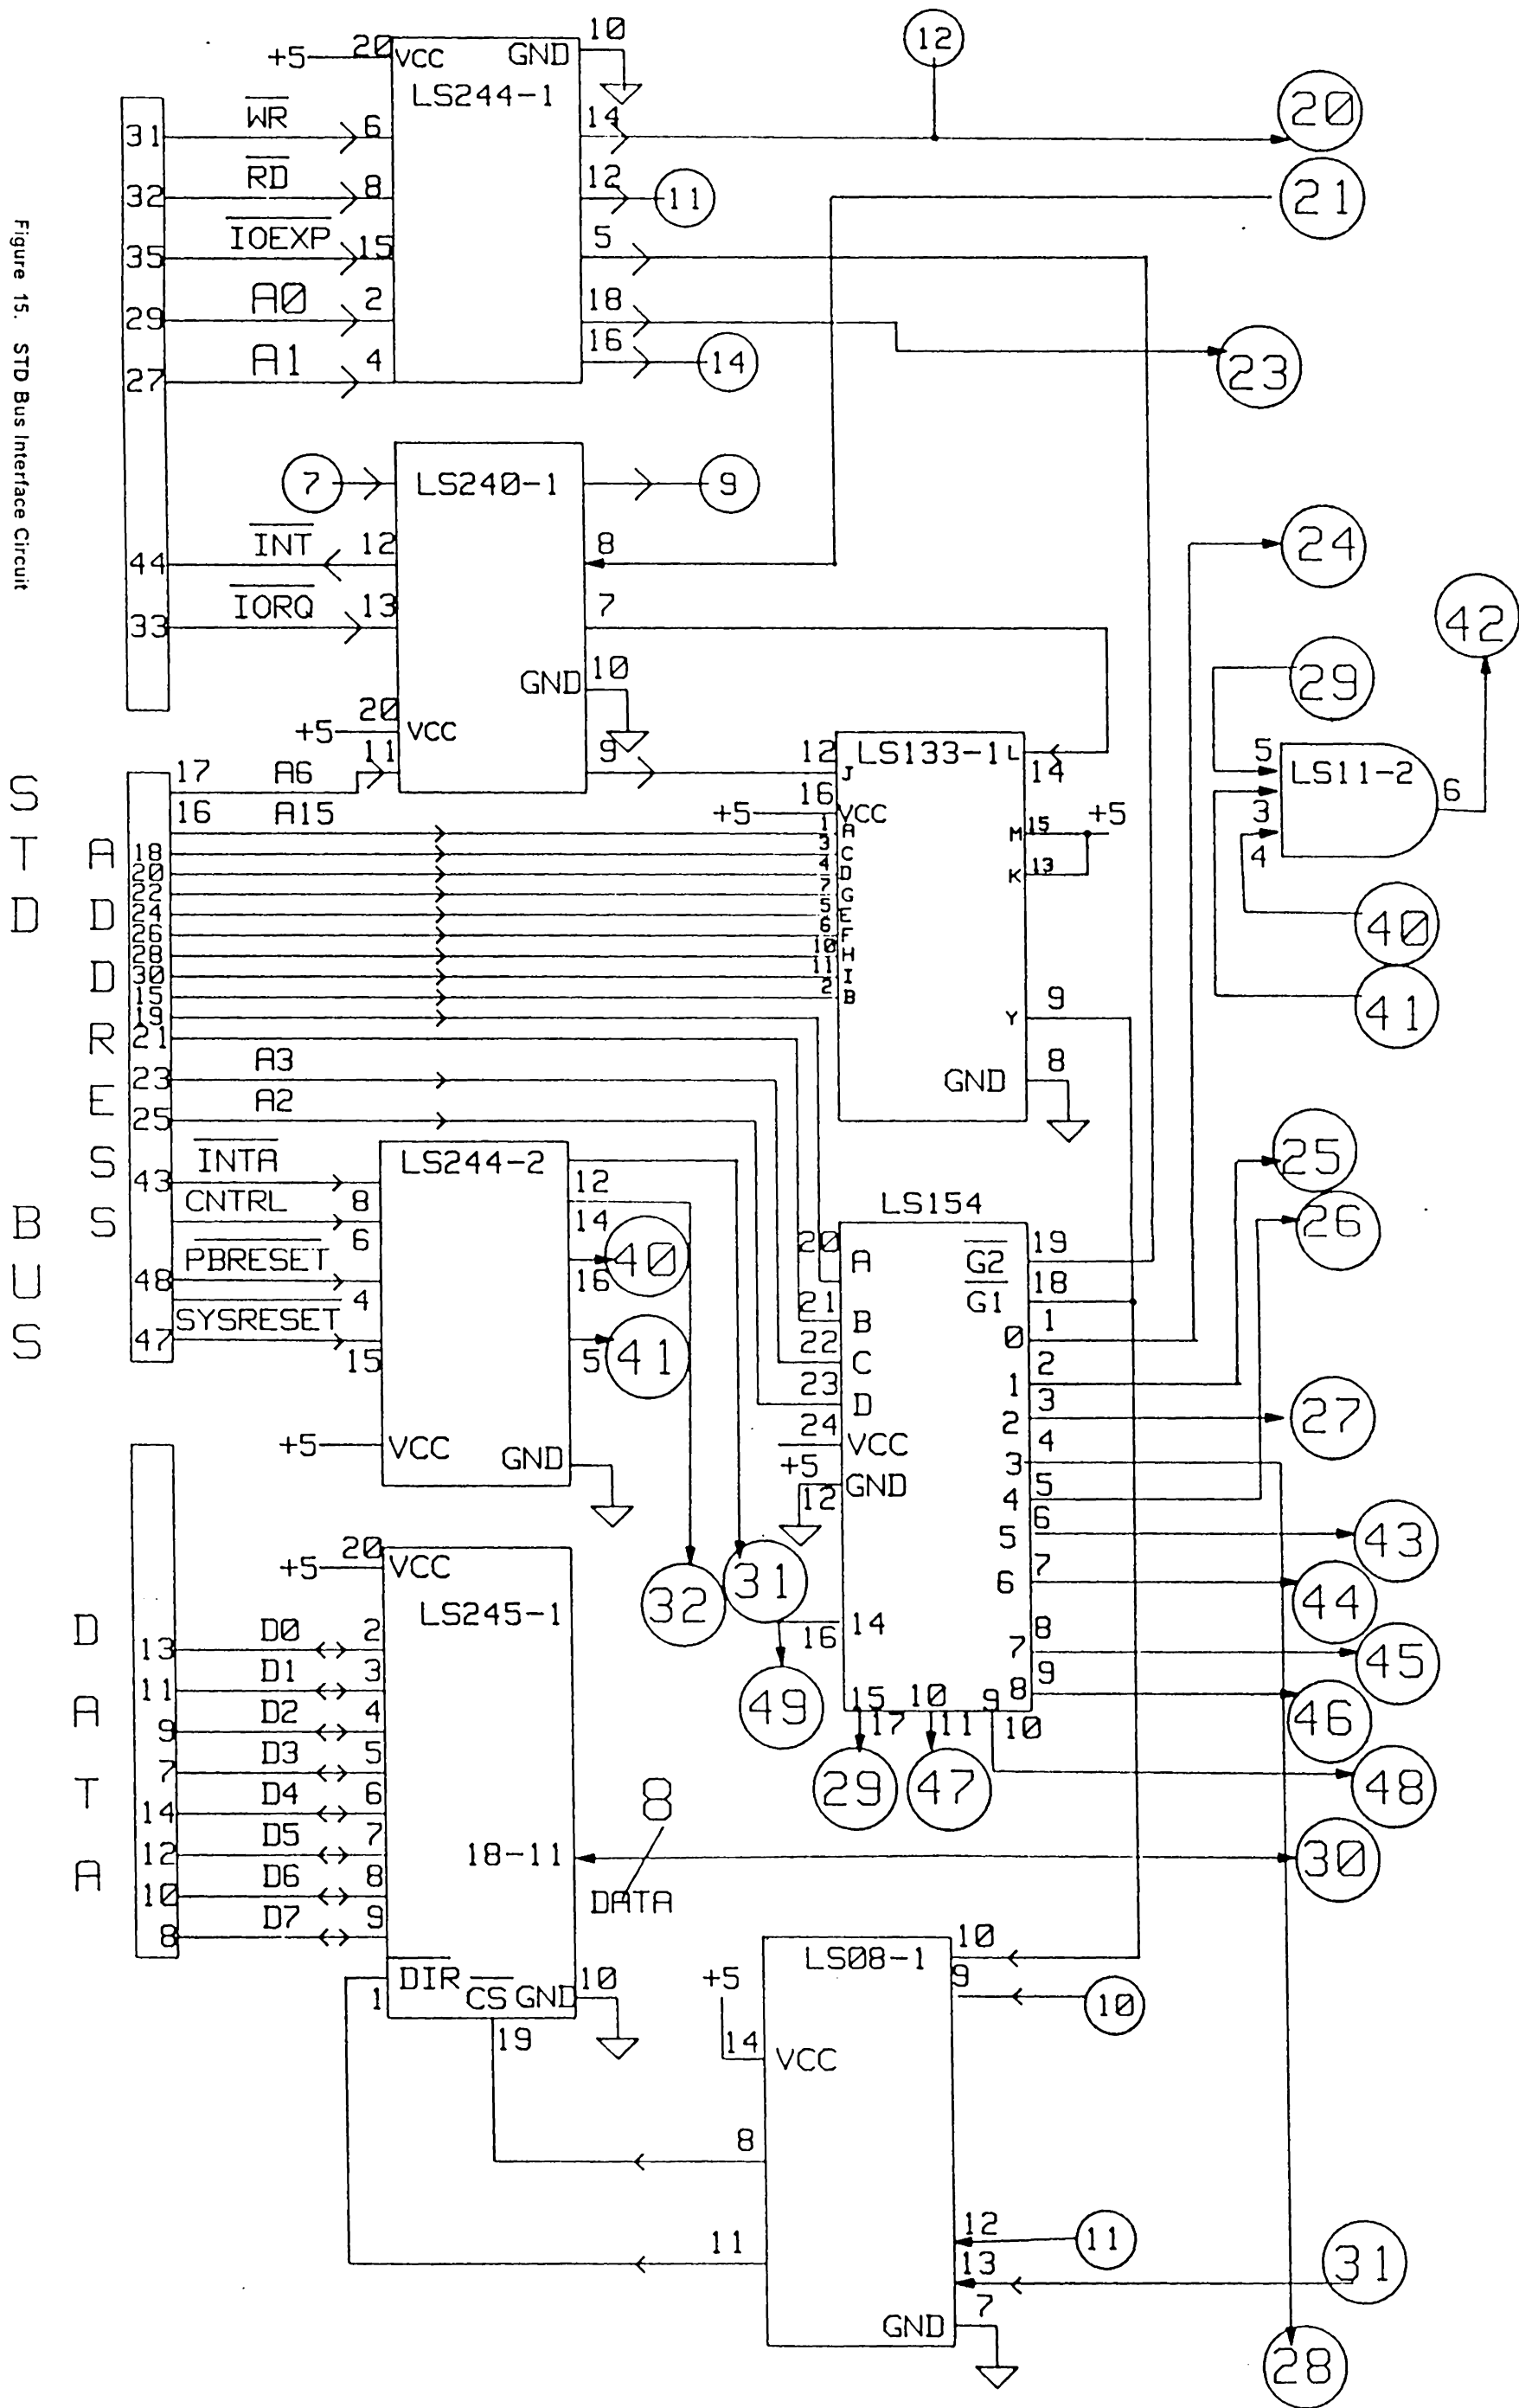 Figure 15. STD Bus Interface Circuit
STD BUS
ADDRESS
DATA
+5 20 VCC GND 10
LS244-1
12
20
31 WR 6 14
32 RD 8 12 11
21
35 IOEXP 15 5
29 A0 2 18
27 A1 4 16 14
23
7 LS240-1 9
24
44 INT 12 8
33 IORQ 13 7
42
29
GND 10
+5 20 VCC
LS133-1 L 14
5 LS11-2 6
3
4
17 A6 11 9 12 J
16 A15
+5 16 VCC
1 A
M 15 +5
18 3 C
20 4 D
K 13
22 7 G
24 5 E
26 6 F
40
28 10 H
30 11 I
15 2 B
41
19
Y 9
21
23 A3
GND 8
25 A2
43 INTA 8
LS244-2
12
25
CNTRL 6
14
LS154
26
48 PBRESET 4
16 40
20 A G2 19
G1 18
47 SYSRESET 15
5 41
21 B 0 1
22 C 1 2
23 D 2 3 27
+5 VCC GND
24 VCC 3 4
+5
12 GND 4 5
5 6 43
+5 20 VCC
LS245-1
32 31
6 7 44
13 D0 2
16 14
7 8 45
11 D1 3
49
8 9 46
9 D2 4
15 17 10 11 9 10
7 D3 5
29 47 48
14 D4 6
8
12 D5 7
18-11 30
10 D6 8
DATA
8 D7 9
LS08-1 10
1 DIR CS GND 10
+5
9 10
19
14 VCC
8
11
12 11
13 31
GND 7
28